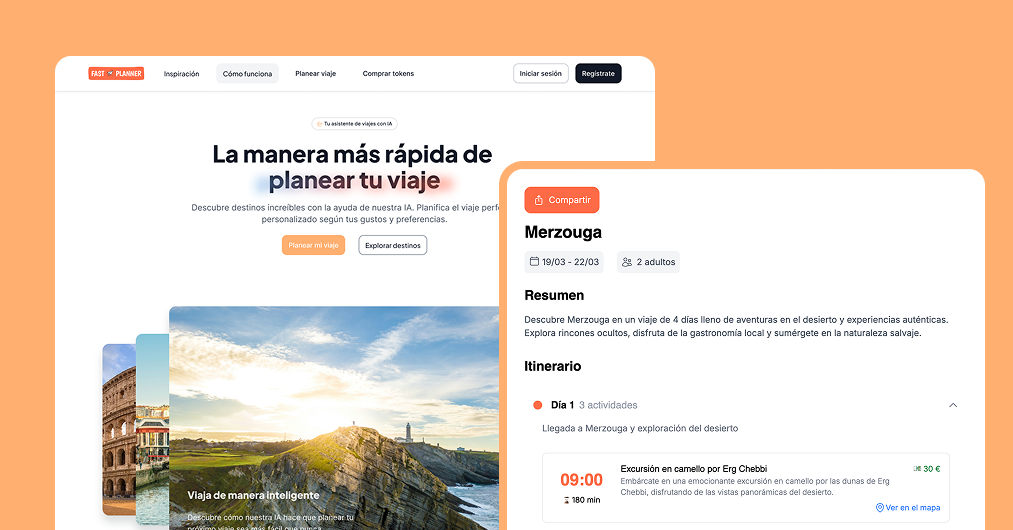 FAST PLANNER
Inspiración
Cómo funciona
Planear viaje
Comprar tokens
Iniciar sesión
Regístrate
Tu asistente de viajes con IA
La manera más rápida de
planear tu viaje
Descubre destinos increíbles con la ayuda de nuestra IA. Planifica el viaje
personalizado según tus gustos y preferencias.
Planear mi viaje
Explorar destinos
Viaja de manera inteligente
Descubre cómo nuestra IA hace que planear tu
próximo viaje sea más fácil que nunca
Compartir
Merzouga
19/03 - 22/03
2 adultos
Resumen
Descubre Merzouga en un viaje de 4 días lleno de aventuras en el desierto y experiencias auténticas.
Explora rincones ocultos, disfruta de la gastronomía local y sumérgete en la naturaleza salvaje.
Itinerario
Día 1 3 actividades
Llegada a Merzouga y exploración del desierto
09:00
180 min
Excursión en camello por Erg Chebbi
30 €
Embárcate en una emocionante excursión en camello por las dunas de Erg
Chebbi, disfrutando de las vistas panorámicas del desierto.
Ver en el mapa